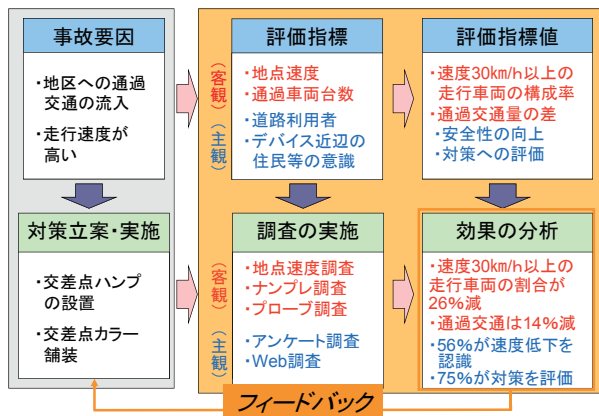 事故要因
・地区への通過
交通の流入
・走行速度が
高い
評価指標
(客観)
・地点速度
・通過車両台数
(主観)
・道路利用者
・デバイス近辺の
住民等の意識
評価指標値
・速度30km/h以上の
走行車両の構成率
・通過交通量の差
・安全性の向上
・対策への評価
対策立案・実施
・交差点ハンプ
の設置
・交差点カラー
舗装
調査の実施
(客観)
・地点速度調査
・ナンプレ調査
・プローブ調査
(主観)
・アンケート調査
・Web調査
効果の分析
・速度30km/h以上の
走行車両の割合が
26%減
・通過交通は14%減
・56%が速度低下を
認識
・75%が対策を評価
フィードバック